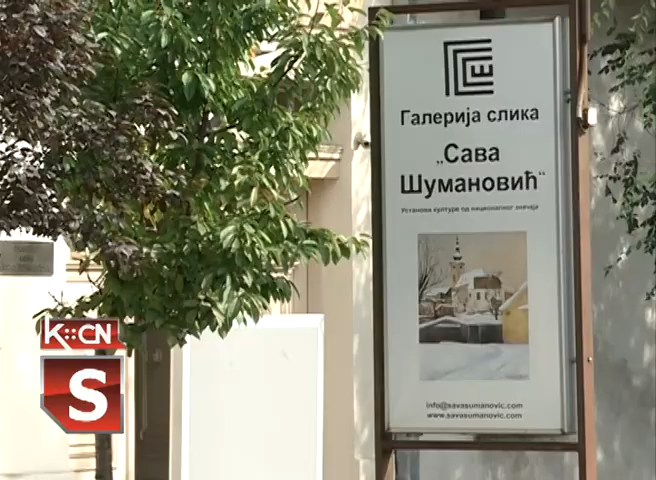 Галерија слика
„Сава
Шумановић“
Установа културе од националног значаја
info@savasumanovic.com
www.savasumanovic.com
K::CN
S